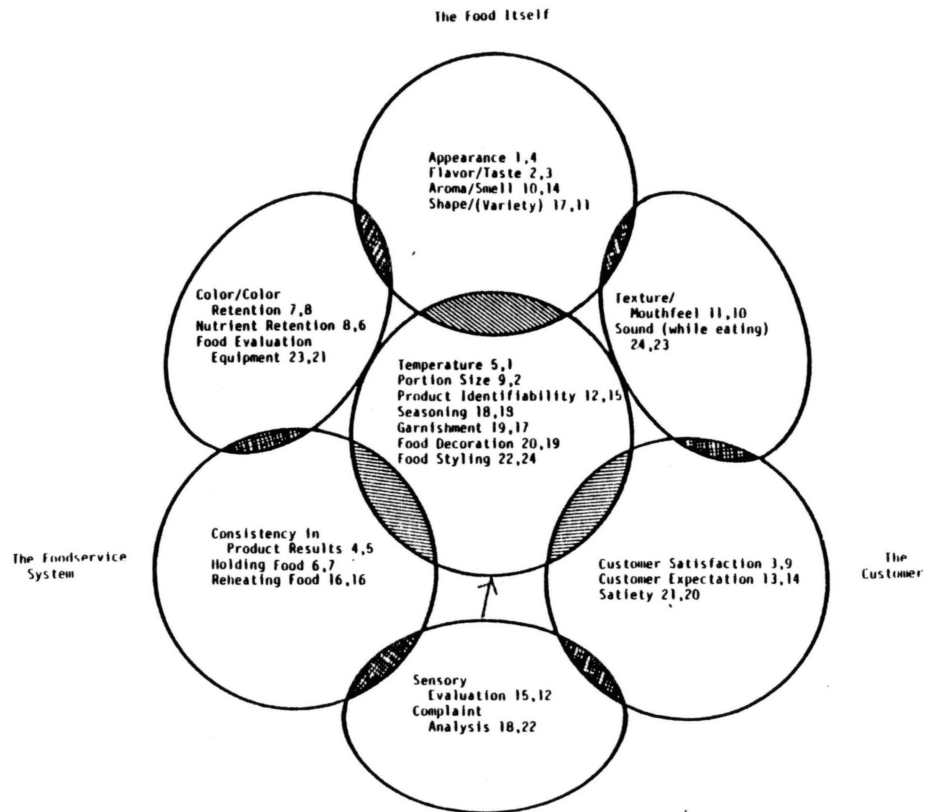 The Food Itself
Appearance 1,4
Flavor/Taste 2,3
Aroma/Smell 10,14
Shape/(Variety) 17,11
Color/Color
Retention 7,8
Nutrient Retention 8,6
Food Evaluation
Equipment 23,21
Texture/
Mouthfeel 11,10
Sound (while eating)
24,23
Temperature 5,1
Portion Size 9,2
Product Identifiability 12,15
Seasoning 18,13
Garnishment 19,17
Food Decoration 20,19
Food Styling 22,24
The Foodservice
System
Consistency in
Product Results 4,5
Holding Food 6,7
Reheating Food 16,16
Customer Satisfaction 3,9
Customer Expectation 13,14
Satiety 21,20
The
Customer
Sensory
Evaluation 15,12
Complaint
Analysis 18,22